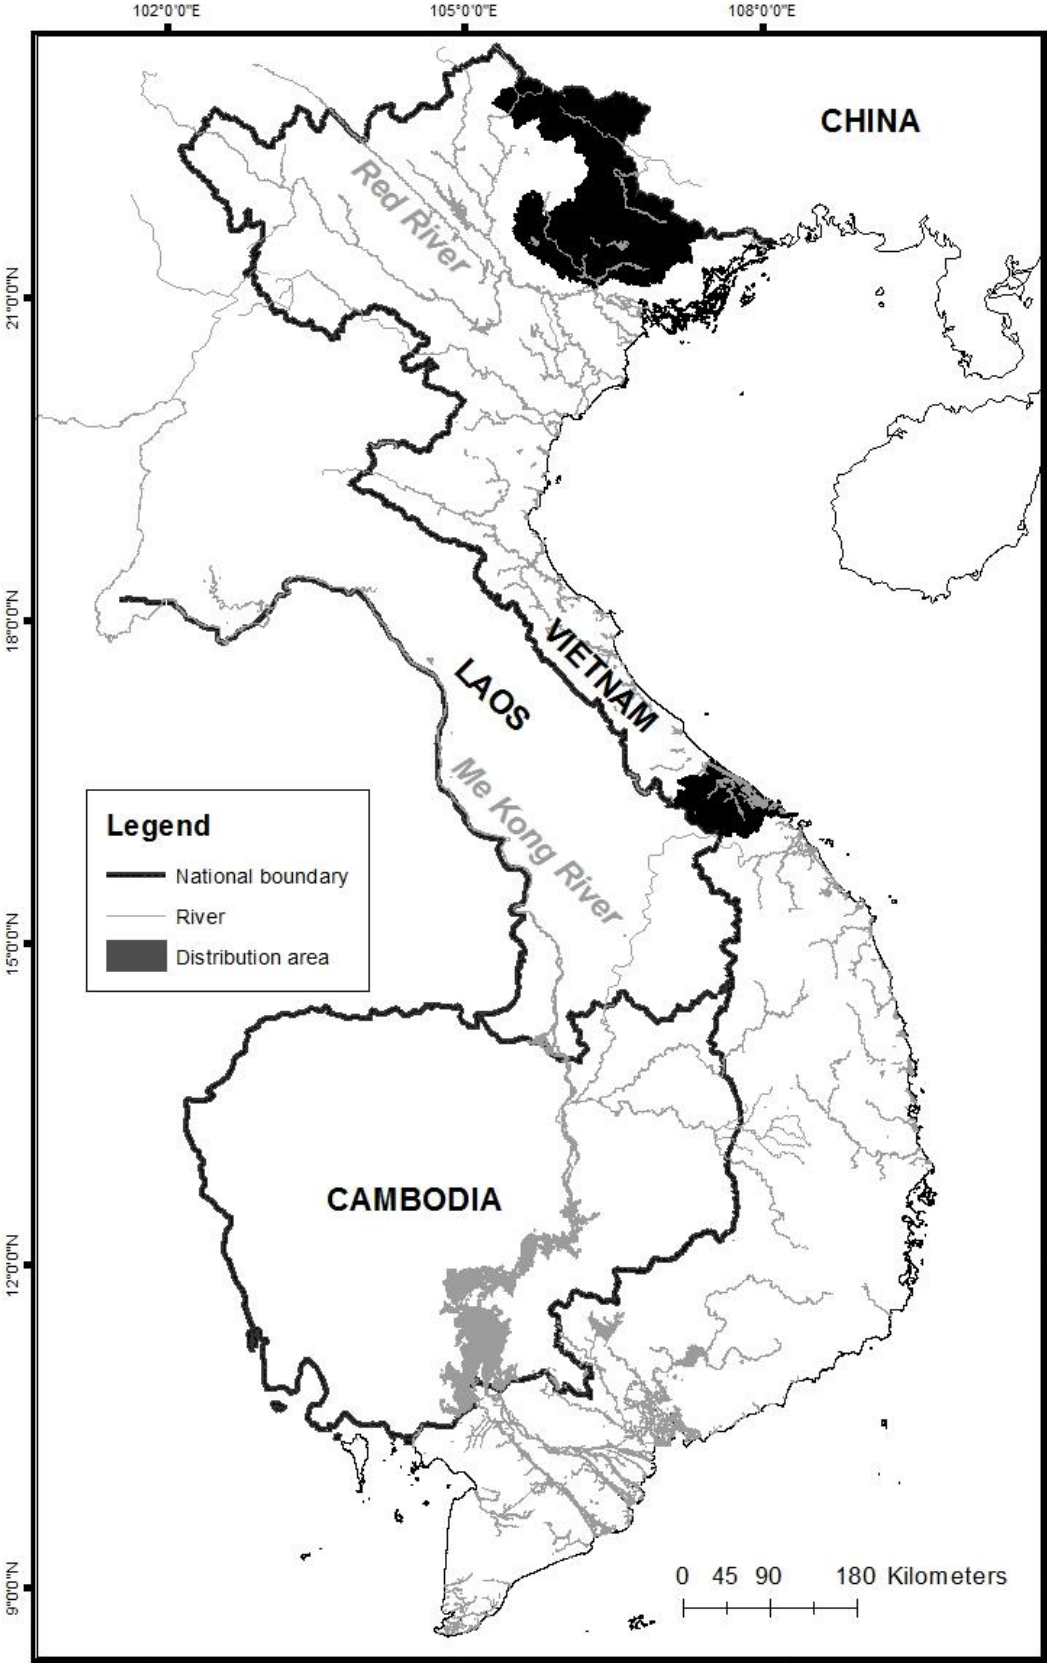 102°0'0"E 105°0'0"E 108°0'0"E
CHINA
Red River
21°0'0"N
18°0'0"N
VIETNAM
LAOS
Me Kong River
Legend
National boundary
River
Distribution area
15°0'0"N
CAMBODIA
12°0'0"N
0 45 90 180 Kilometers
9°0'0"N